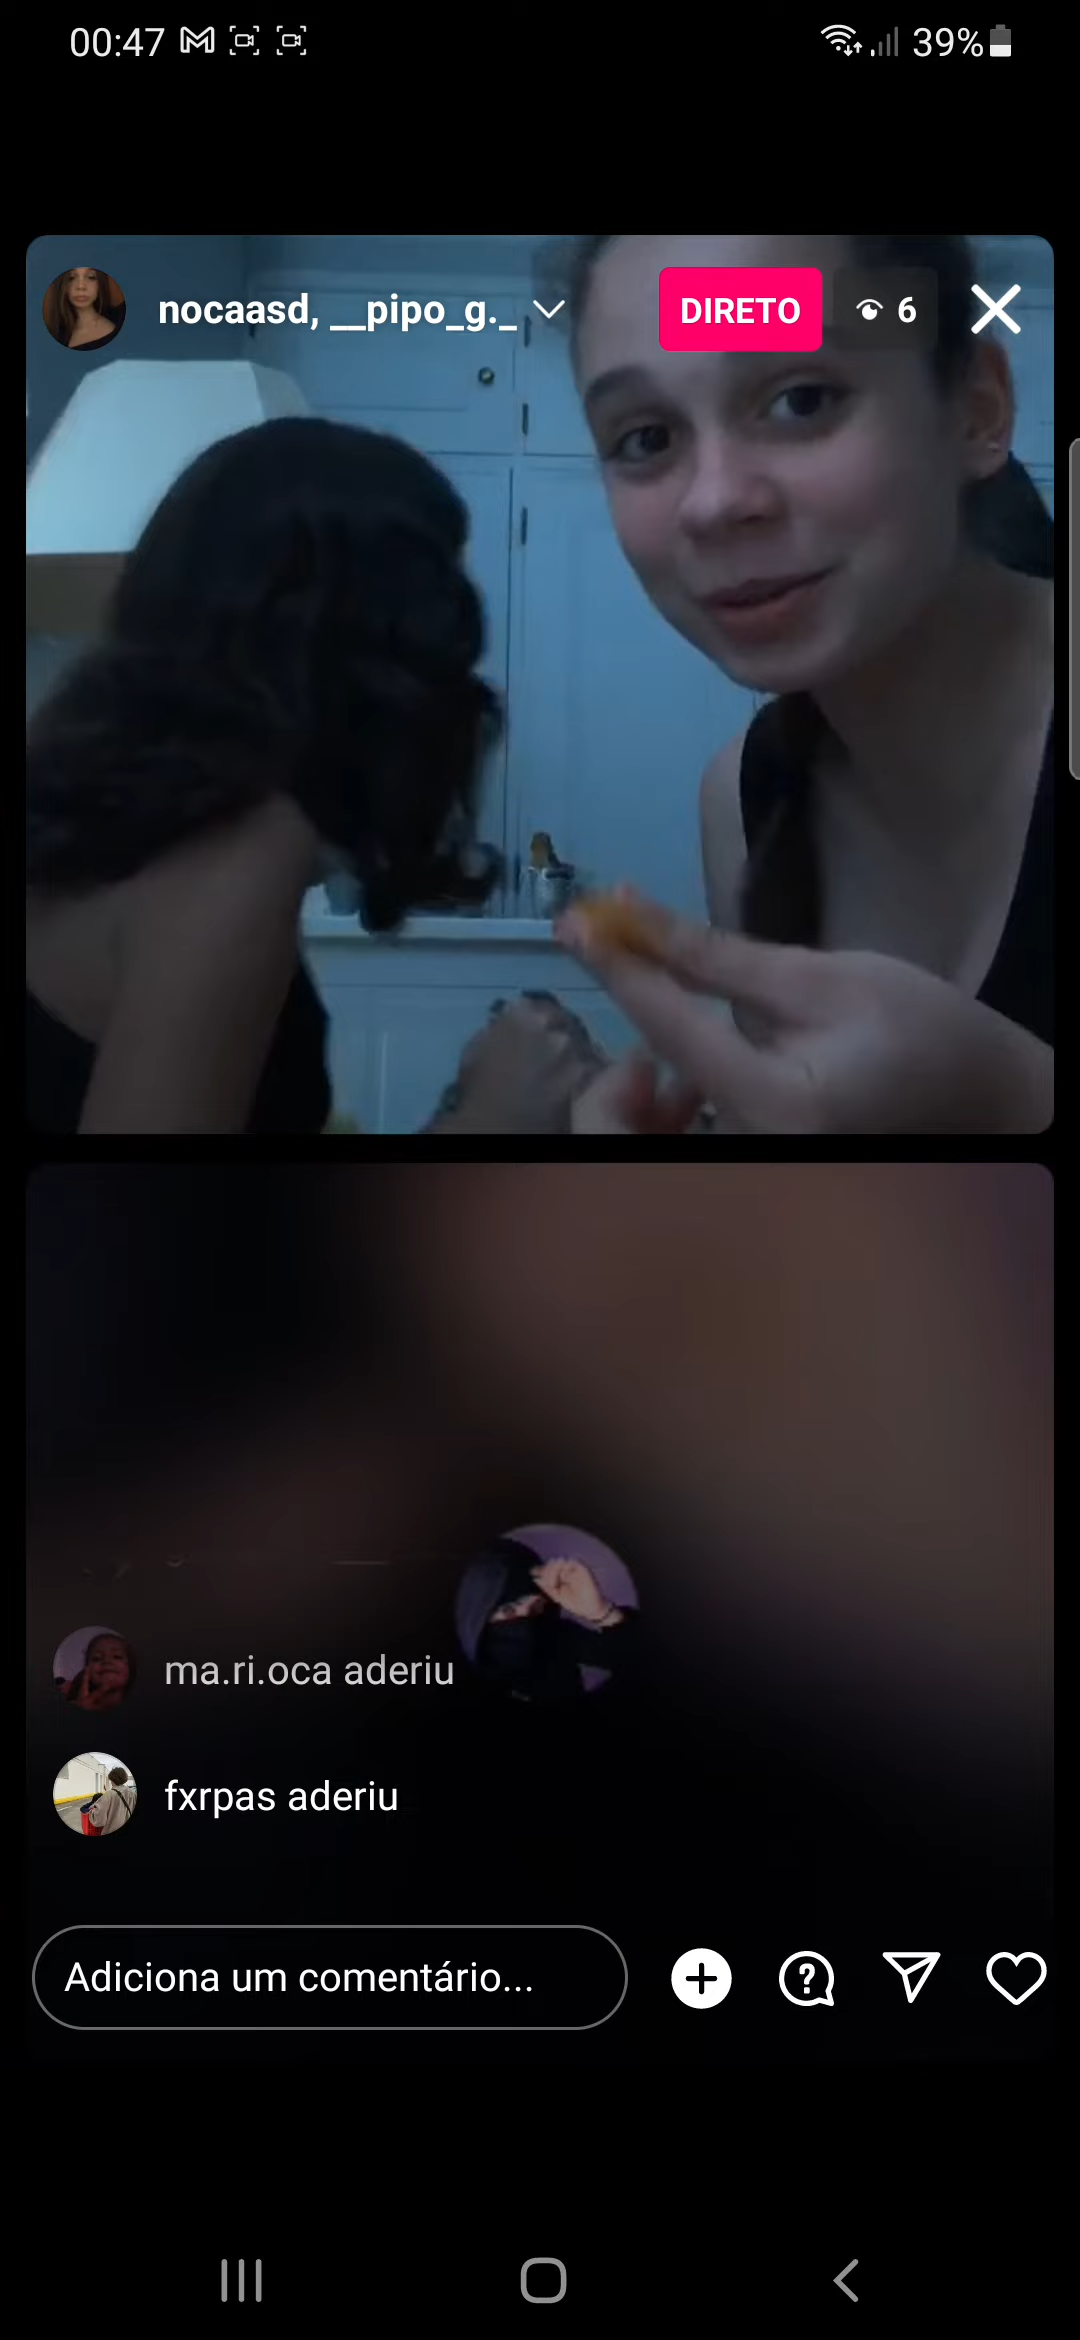 00:47 39%
nocaasd, __pipo_g._ DIRETO 6
ma.ri.oca aderiu
fxrpas aderiu
Adiciona um comentário...